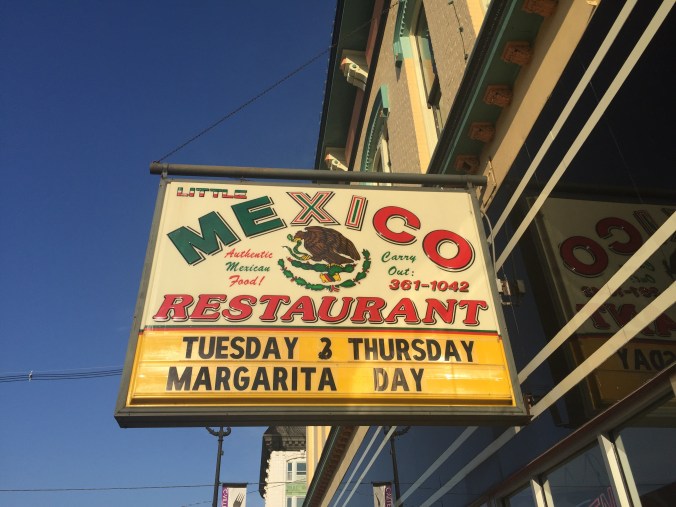 LITTLE
MEXICO
Authentic
Mexican
Food!
Carry
Out:
361-1042
RESTAURANT
TUESDAY & THURSDAY
MARGARITA DAY